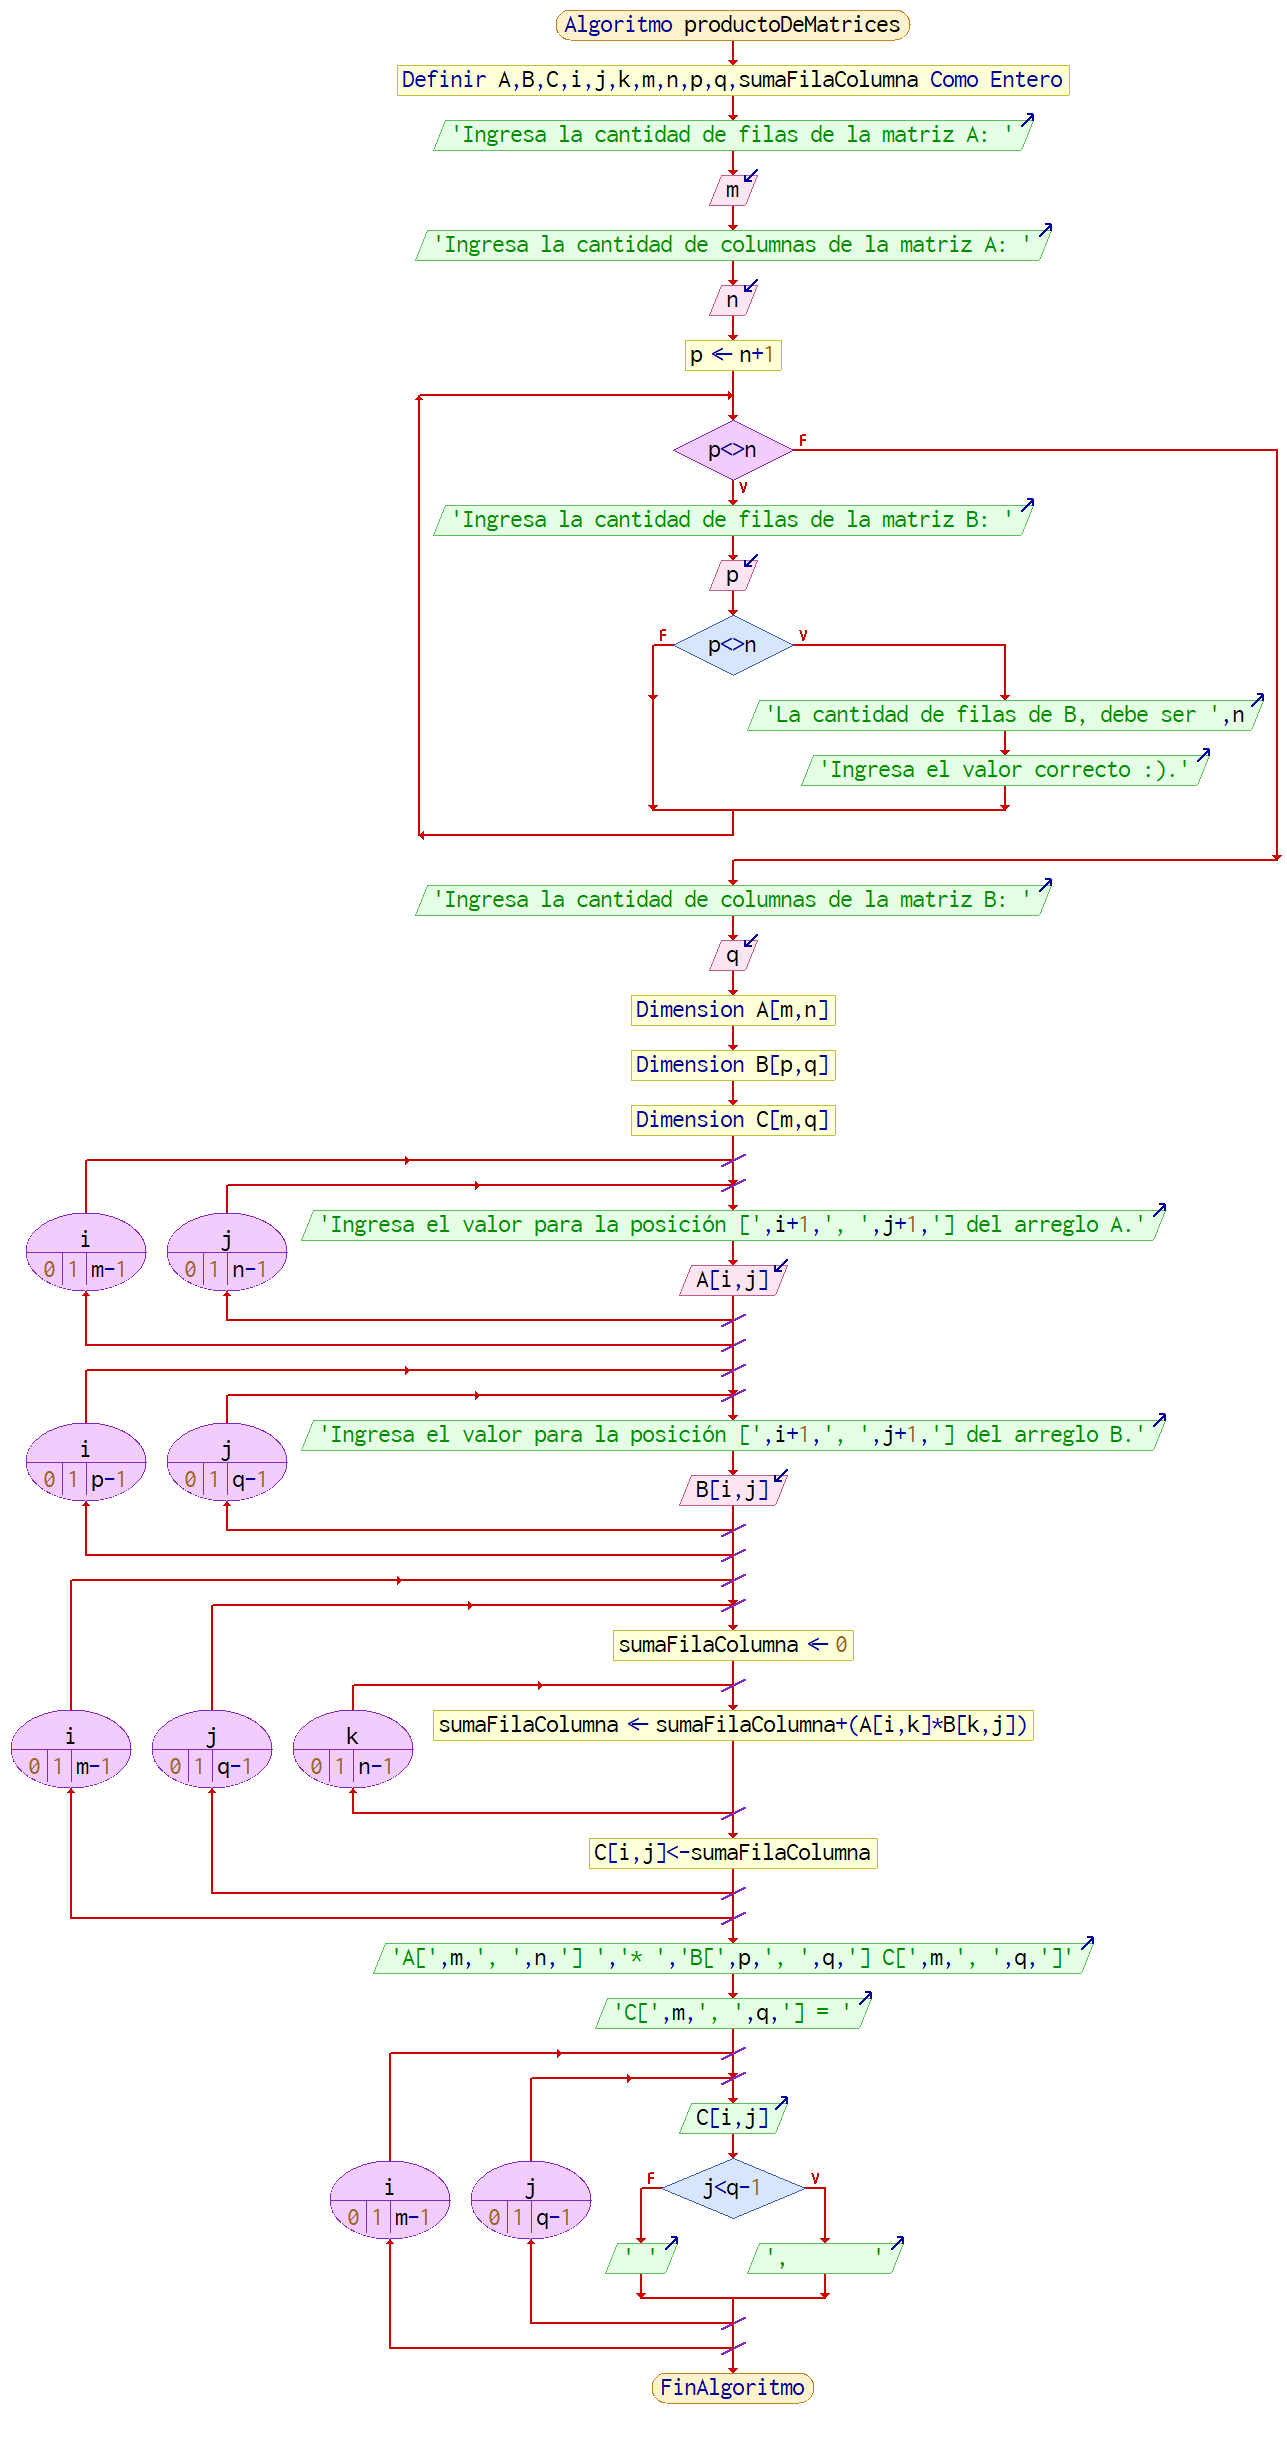 Algoritmo productoDeMatrices
Definir A,B,C,i,j,k,m,n,p,q,sumaFilaColumna Como Entero
'Ingresa la cantidad de filas de la matriz A: '
m
'Ingresa la cantidad de columnas de la matriz A: '
n
p ← n+1
p<>n
F
V
'Ingresa la cantidad de filas de la matriz B: '
p
p<>n
F
V
'La cantidad de filas de B, debe ser ',n
'Ingresa el valor correcto :).'
'Ingresa la cantidad de columnas de la matriz B: '
q
Dimension A[m,n]
Dimension B[p,q]
Dimension C[m,q]
i
0 1 m-1
j
0 1 n-1
'Ingresa el valor para la posición [',i+1,', ',j+1,'] del arreglo A.'
A[i,j]
i
0 1 p-1
j
0 1 q-1
'Ingresa el valor para la posición [',i+1,', ',j+1,'] del arreglo B.'
B[i,j]
sumaFilaColumna ← 0
i
0 1 m-1
j
0 1 q-1
k
0 1 n-1
sumaFilaColumna ← sumaFilaColumna+(A[i,k]*B[k,j])
C[i,j]<-sumaFilaColumna
'A[',m,', ',n,'] ','* ','B[',p,', ',q,'] C[',m,', ',q,']'
'C[',m,', ',q,'] = '
C[i,j]
i
0 1 m-1
j
0 1 q-1
j<q-1
F
V
' '
',       '
FinAlgoritmo